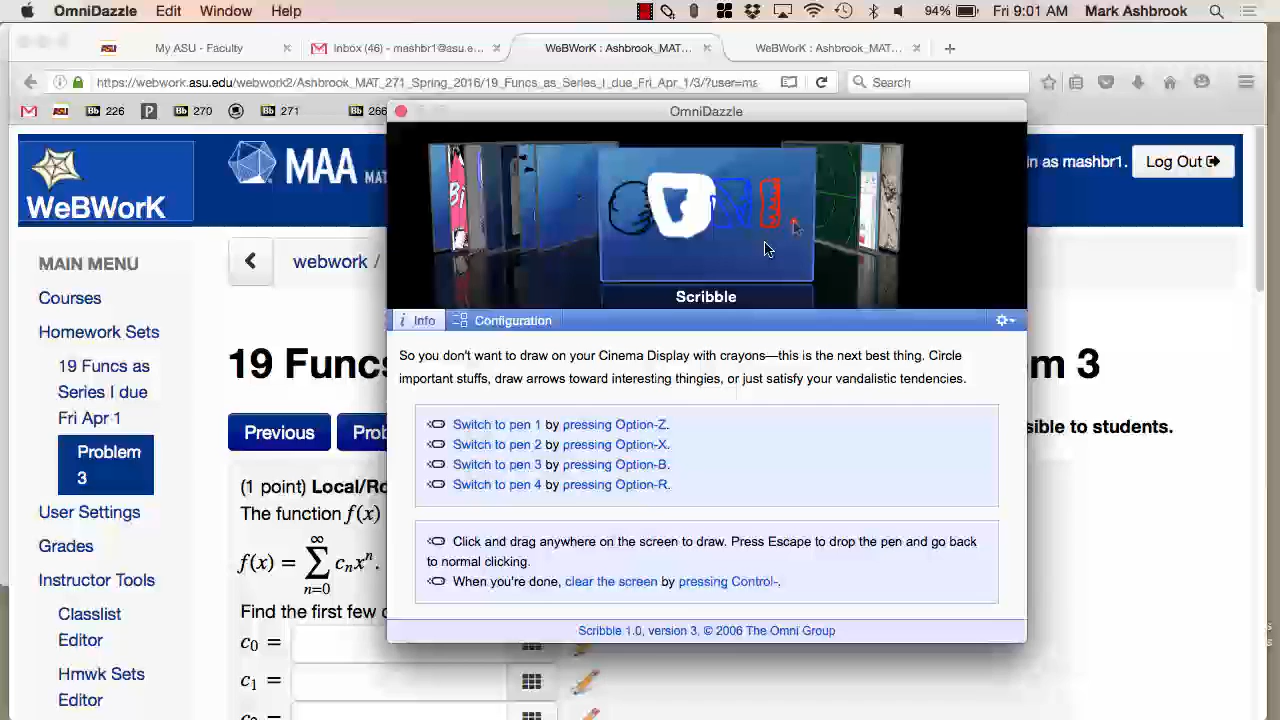 OmniDazzle Edit Window Help 94% Fri 9:01 AM Mark Ashbrook
My ASU - Faculty × Inbox (46) - mashbr1@asu.e... × WeBWorK : Ashbrook_MAT... × WeBWorK : Ashbrook_MAT... × +
https://webwork.asu.edu/webwork2/Ashbrook_MAT_271_Spring_2016/19_Funcs_as_Series_I_due_Fri_Apr_1/3/?user=ma Search
ASU Bb 226 P Bb 270 Bb 271 Bb 266
OmniDazzle
WeBWorK
MAA MAT
in as mashbr1. Log Out
Scribble
MAIN MENU
Courses
Homework Sets
19 Funcs as
Series I due
Fri Apr 1
Problem
3
User Settings
Grades
Instructor Tools
Classlist
Editor
Hmwk Sets
Editor
webwork /
19 Funcs
m 3
Previous Prob
sible to students.
(1 point) Local/Ro
The function f(x)
f(x) = ∞∑n=0 cnxⁿ.
Find the first few c
c0 =
c1 =
Info Configuration
So you don't want to draw on your Cinema Display with crayons—this is the next best thing. Circle
important stuffs, draw arrows toward interesting thingies, or just satisfy your vandalistic tendencies.
Switch to pen 1 by pressing Option-Z.
Switch to pen 2 by pressing Option-X.
Switch to pen 3 by pressing Option-B.
Switch to pen 4 by pressing Option-R.
Click and drag anywhere on the screen to draw. Press Escape to drop the pen and go back
to normal clicking.
When you're done, clear the screen by pressing Control-.
Scribble 1.0, version 3, © 2006 The Omni Group